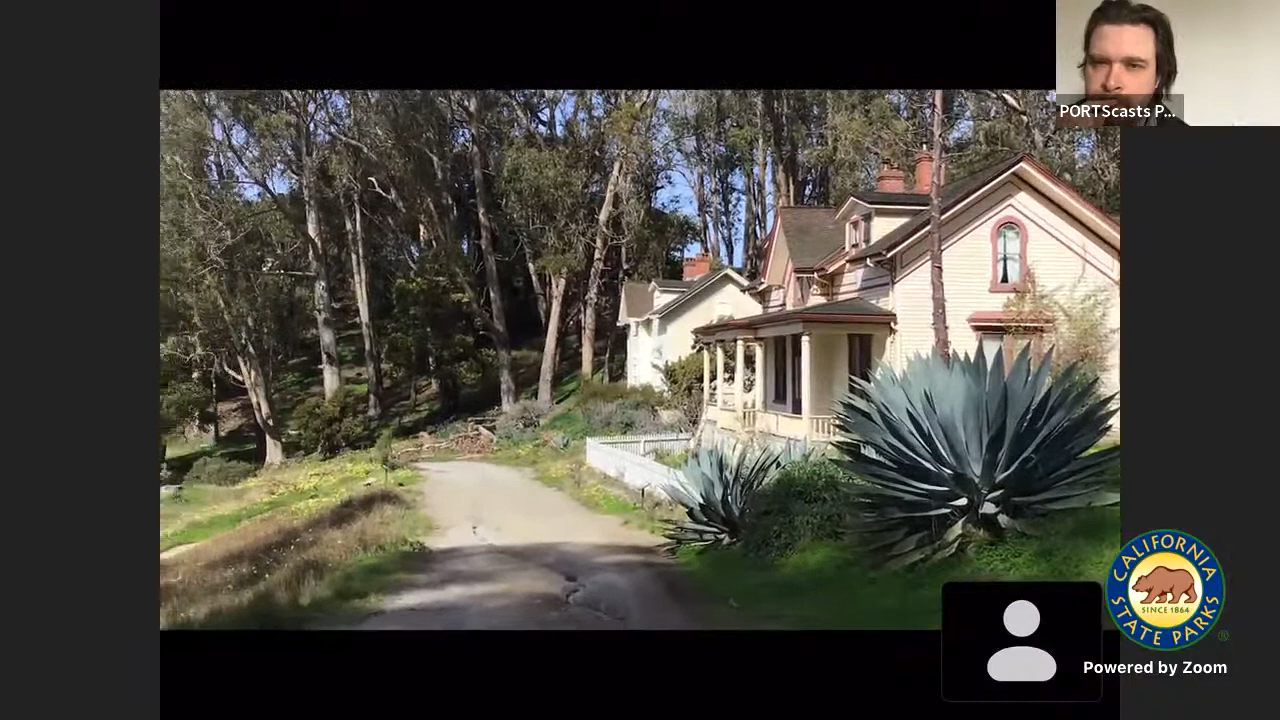 PORTScasts P...
CALIFORNIA
SINCE 1864
STATE PARKS
®
Powered by Zoom